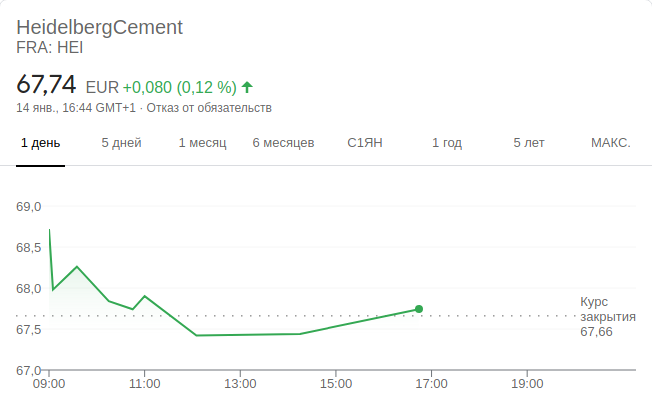 HeidelbergCement
FRA: HEI
67,74 EUR +0,080 (0,12 %)
14 янв., 16:44 GMT+1 · Отказ от обязательств
1 день 5 дней 1 месяц 6 месяцев С1ЯН 1 год 5 лет МАКС.
69,0
68,5
68,0
67,5
67,0
Курс
закрытия
67,66
09:00 11:00 13:00 15:00 17:00 19:00